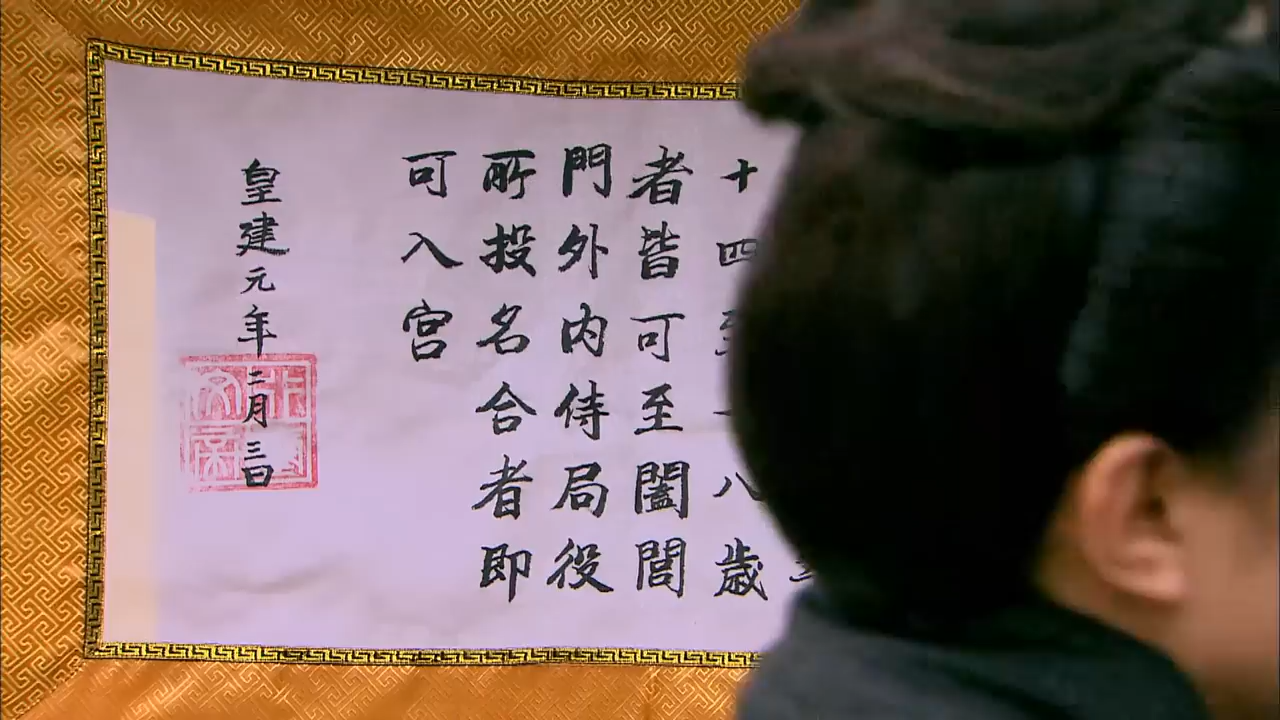 十四八歲
者皆可至闔閭
門外內侍局役
所投名合者即
可入宮
皇建元年二月三日